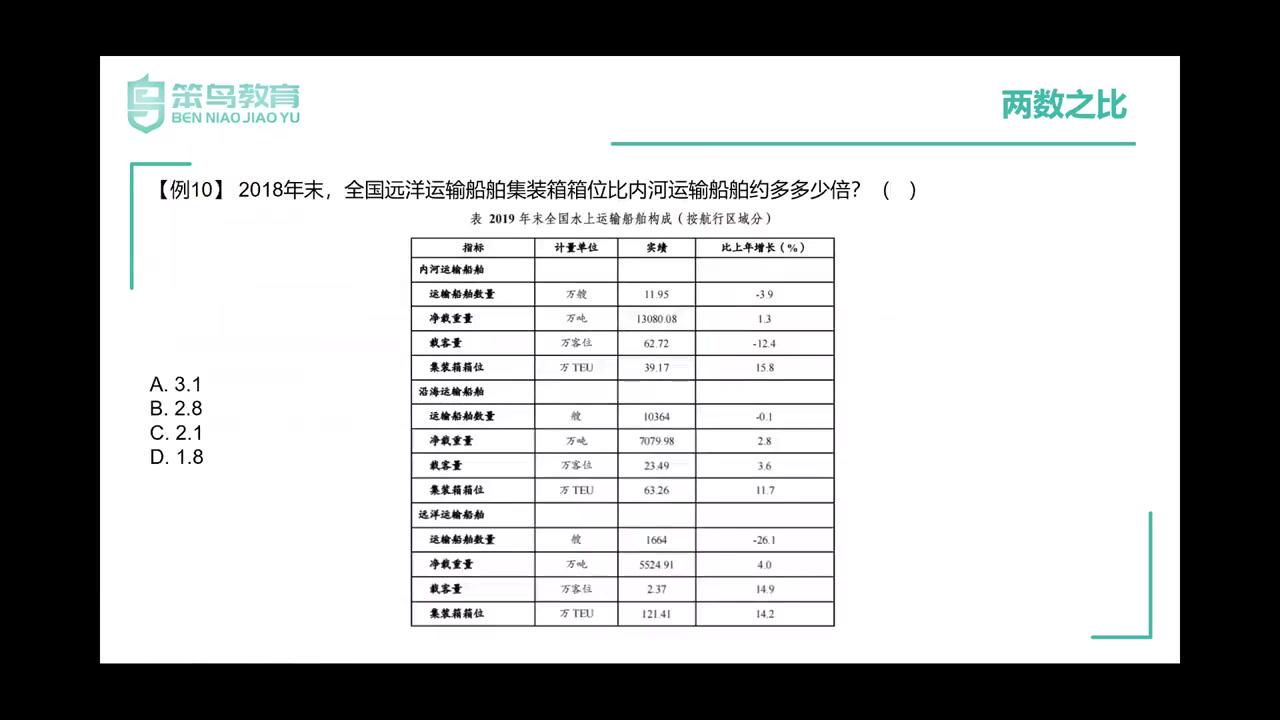 笨鸟教育
BEN NIAO JIAO YU
两数之比
【例10】 2018年末，全国远洋运输船舶集装箱箱位比内河运输船舶约多多少倍？（ ）
表 2019 年末全国水上运输船舶构成（按航行区域分）
指标 计量单位 实绩 比上年增长（%）
内河运输船舶
运输船舶数量 万艘 11.95 -3.9
净载重量 万吨 13080.08 1.3
载客量 万客位 62.72 -12.4
集装箱箱位 万 TEU 39.17 15.8
沿海运输船舶
运输船舶数量 艘 10364 -0.1
净载重量 万吨 7079.98 2.8
载客量 万客位 23.49 3.6
集装箱箱位 万 TEU 63.26 11.7
远洋运输船舶
运输船舶数量 艘 1664 -26.1
净载重量 万吨 5524.91 4.0
载客量 万客位 2.37 14.9
集装箱箱位 万 TEU 121.41 14.2
A. 3.1
B. 2.8
C. 2.1
D. 1.8